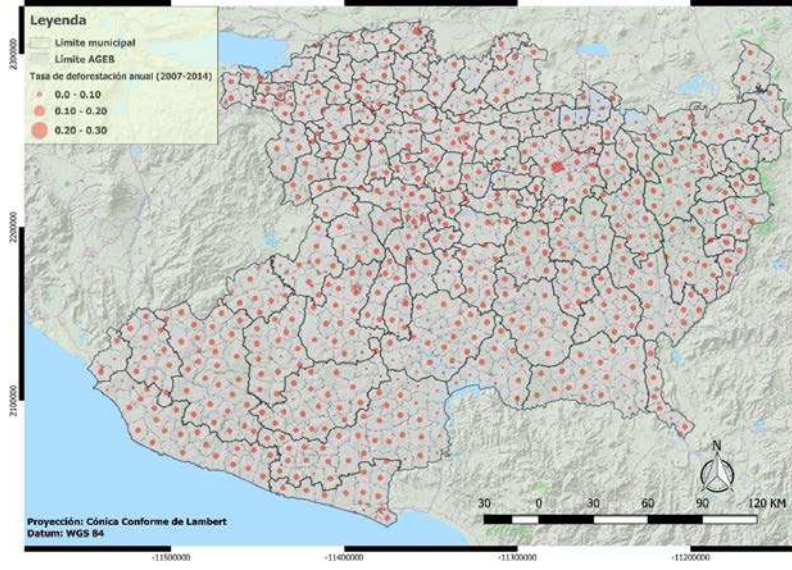 Leyenda
Límite municipal
Límite AGEB
Tasa de deforestación anual (2007-2014)
0.0 - 0.10
0.10 - 0.20
0.20 - 0.30
2300000
2200000
2100000
N
30 0 30 60 90 120 KM
Proyección: Cónica Conforme de Lambert
Datum: WGS 84
-11500000 -11400000 -11300000 -11200000